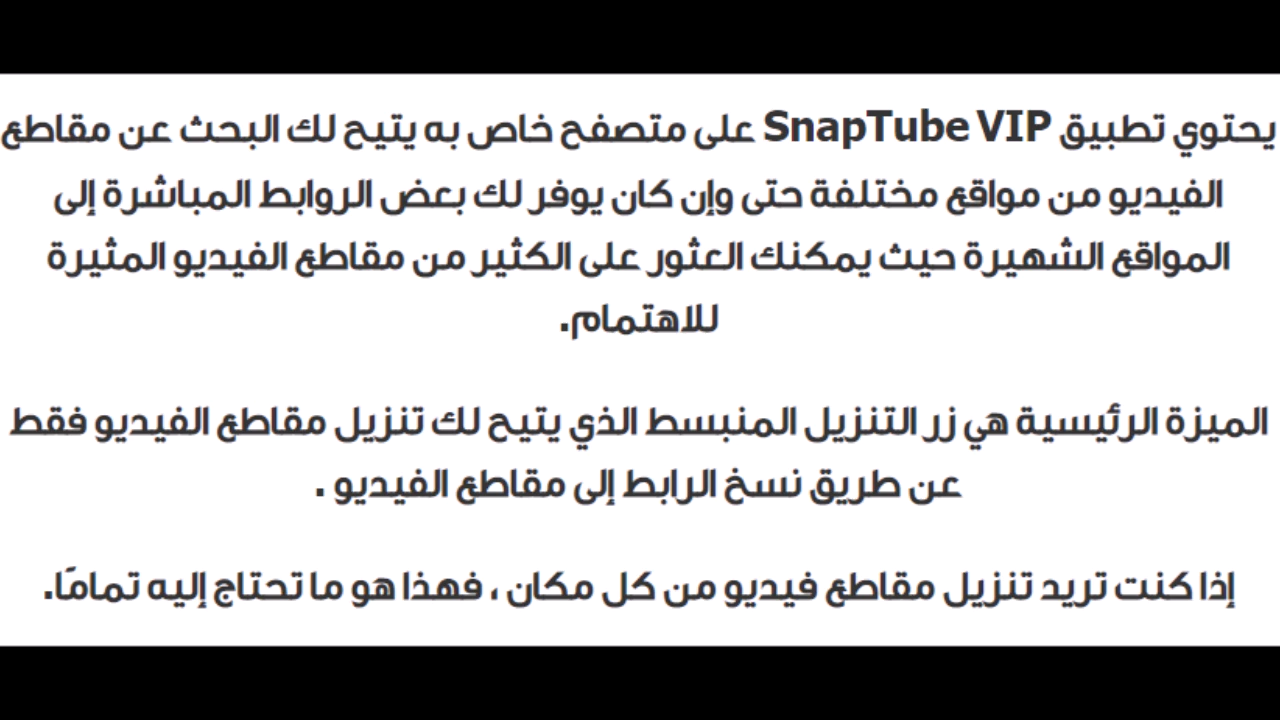 يحتوي تطبيق SnapTube VIP على متصفح خاص به يتيح لك البحث عن مقاطع
الفيديو من مواقع مختلفة حتى وإن كان يوفر لك بعض الروابط المباشرة إلى
المواقع الشهيرة حيث يمكنك العثور على الكثير من مقاطع الفيديو المثيرة
للاهتمام.
الميزة الرئيسية هي زر التنزيل المنبسط الذي يتيح لك تنزيل مقاطع الفيديو فقط
عن طريق نسخ الرابط إلى مقاطع الفيديو .
إذا كنت تريد تنزيل مقاطع فيديو من كل مكان ، فهذا هو ما تحتاج إليه تمامًا.